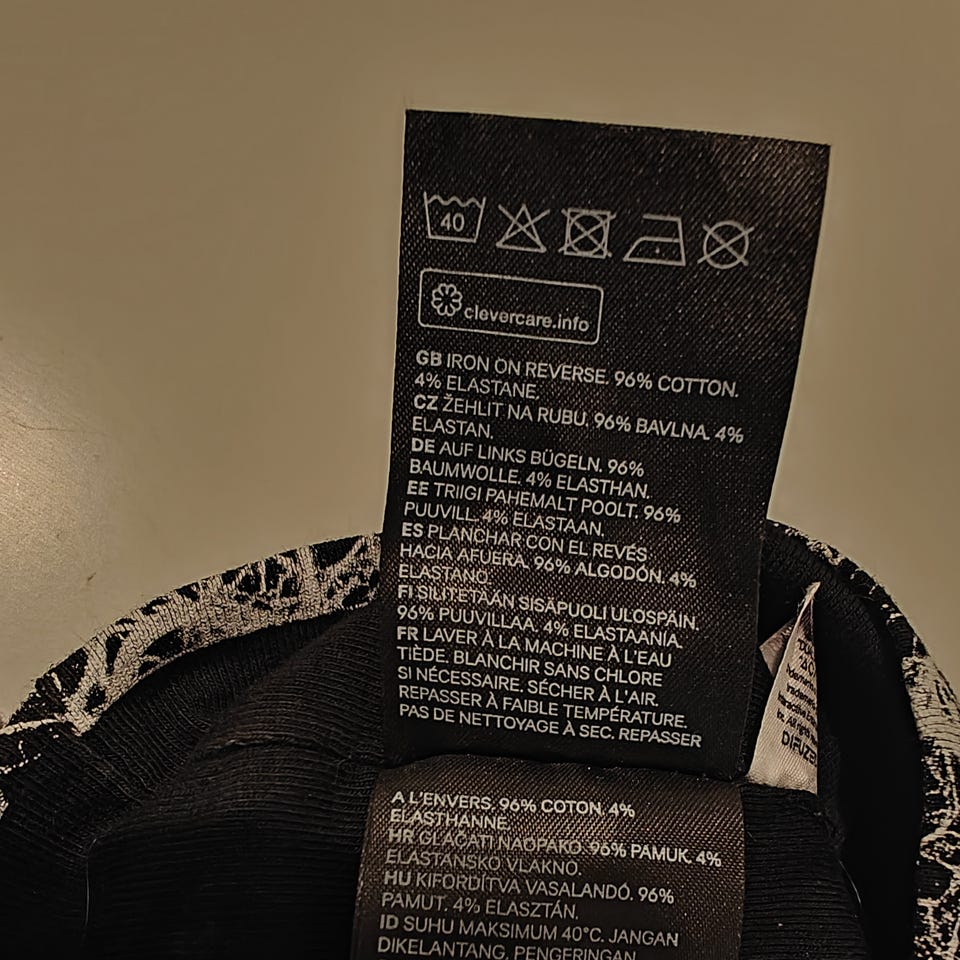 40
clevercare.info
GB IRON ON REVERSE. 96% COTTON.
4% ELASTANE.
CZ ŽEHLIT NA RUBU. 96% BAVLNA. 4%
ELASTAN.
DE AUF LINKS BÜGELN. 96%
BAUMWOLLE. 4% ELASTHAN.
EE TRIIGI PAHEMALT POOLT. 96%
PUUVILL. 4% ELASTAAN.
ES PLANCHAR CON EL REVÉS
HACIA AFUERA. 96% ALGODÓN. 4%
ELASTANO.
FI SILITETÄÄN SISÄPUOLI ULOSPÄIN.
96% PUUVILLAA. 4% ELASTAANIA.
FR LAVER À LA MACHINE À L'EAU
TIÈDE. BLANCHIR SANS CHLORE
SI NÉCESSAIRE. SÉCHER À L'AIR.
REPASSER À FAIBLE TEMPÉRATURE.
PAS DE NETTOYAGE À SEC. REPASSER
A L'ENVERS. 96% COTON. 4%
ELASTHANNE
HR GLAČATI NAOPAKO. 96% PAMUK. 4%
ELASTANSKO VLAKNO.
HU KIFORDÍTVA VASALANDÓ. 96%
PAMUT. 4% ELASZTÁN.
ID SUHU MAKSIMUM 40°C. JANGAN
DIKELANTANG. PENGERINGAN